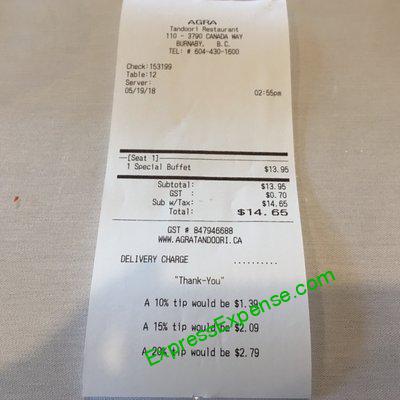 AGRA
Tandoori Restaurant
110 - 3790 CANADA WAY
BURNABY, B.C.
TEL: # 604-430-1600
Check:153199
Table:12
Server:
05/19/18 02:55pm
[Seat 1]
1 Special Buffet $13.95
Subtotal: $13.95
GST : $0.70
Sub w/Tax: $14.65
Total: $14.65
GST # 847946688
WWW.AGRATANDOORI.CA
DELIVERY CHARGE ..........
"Thank-You"
A 10% tip would be $1.39
A 15% tip would be $2.09
A 20% tip would be $2.79
ExpressExpense.com